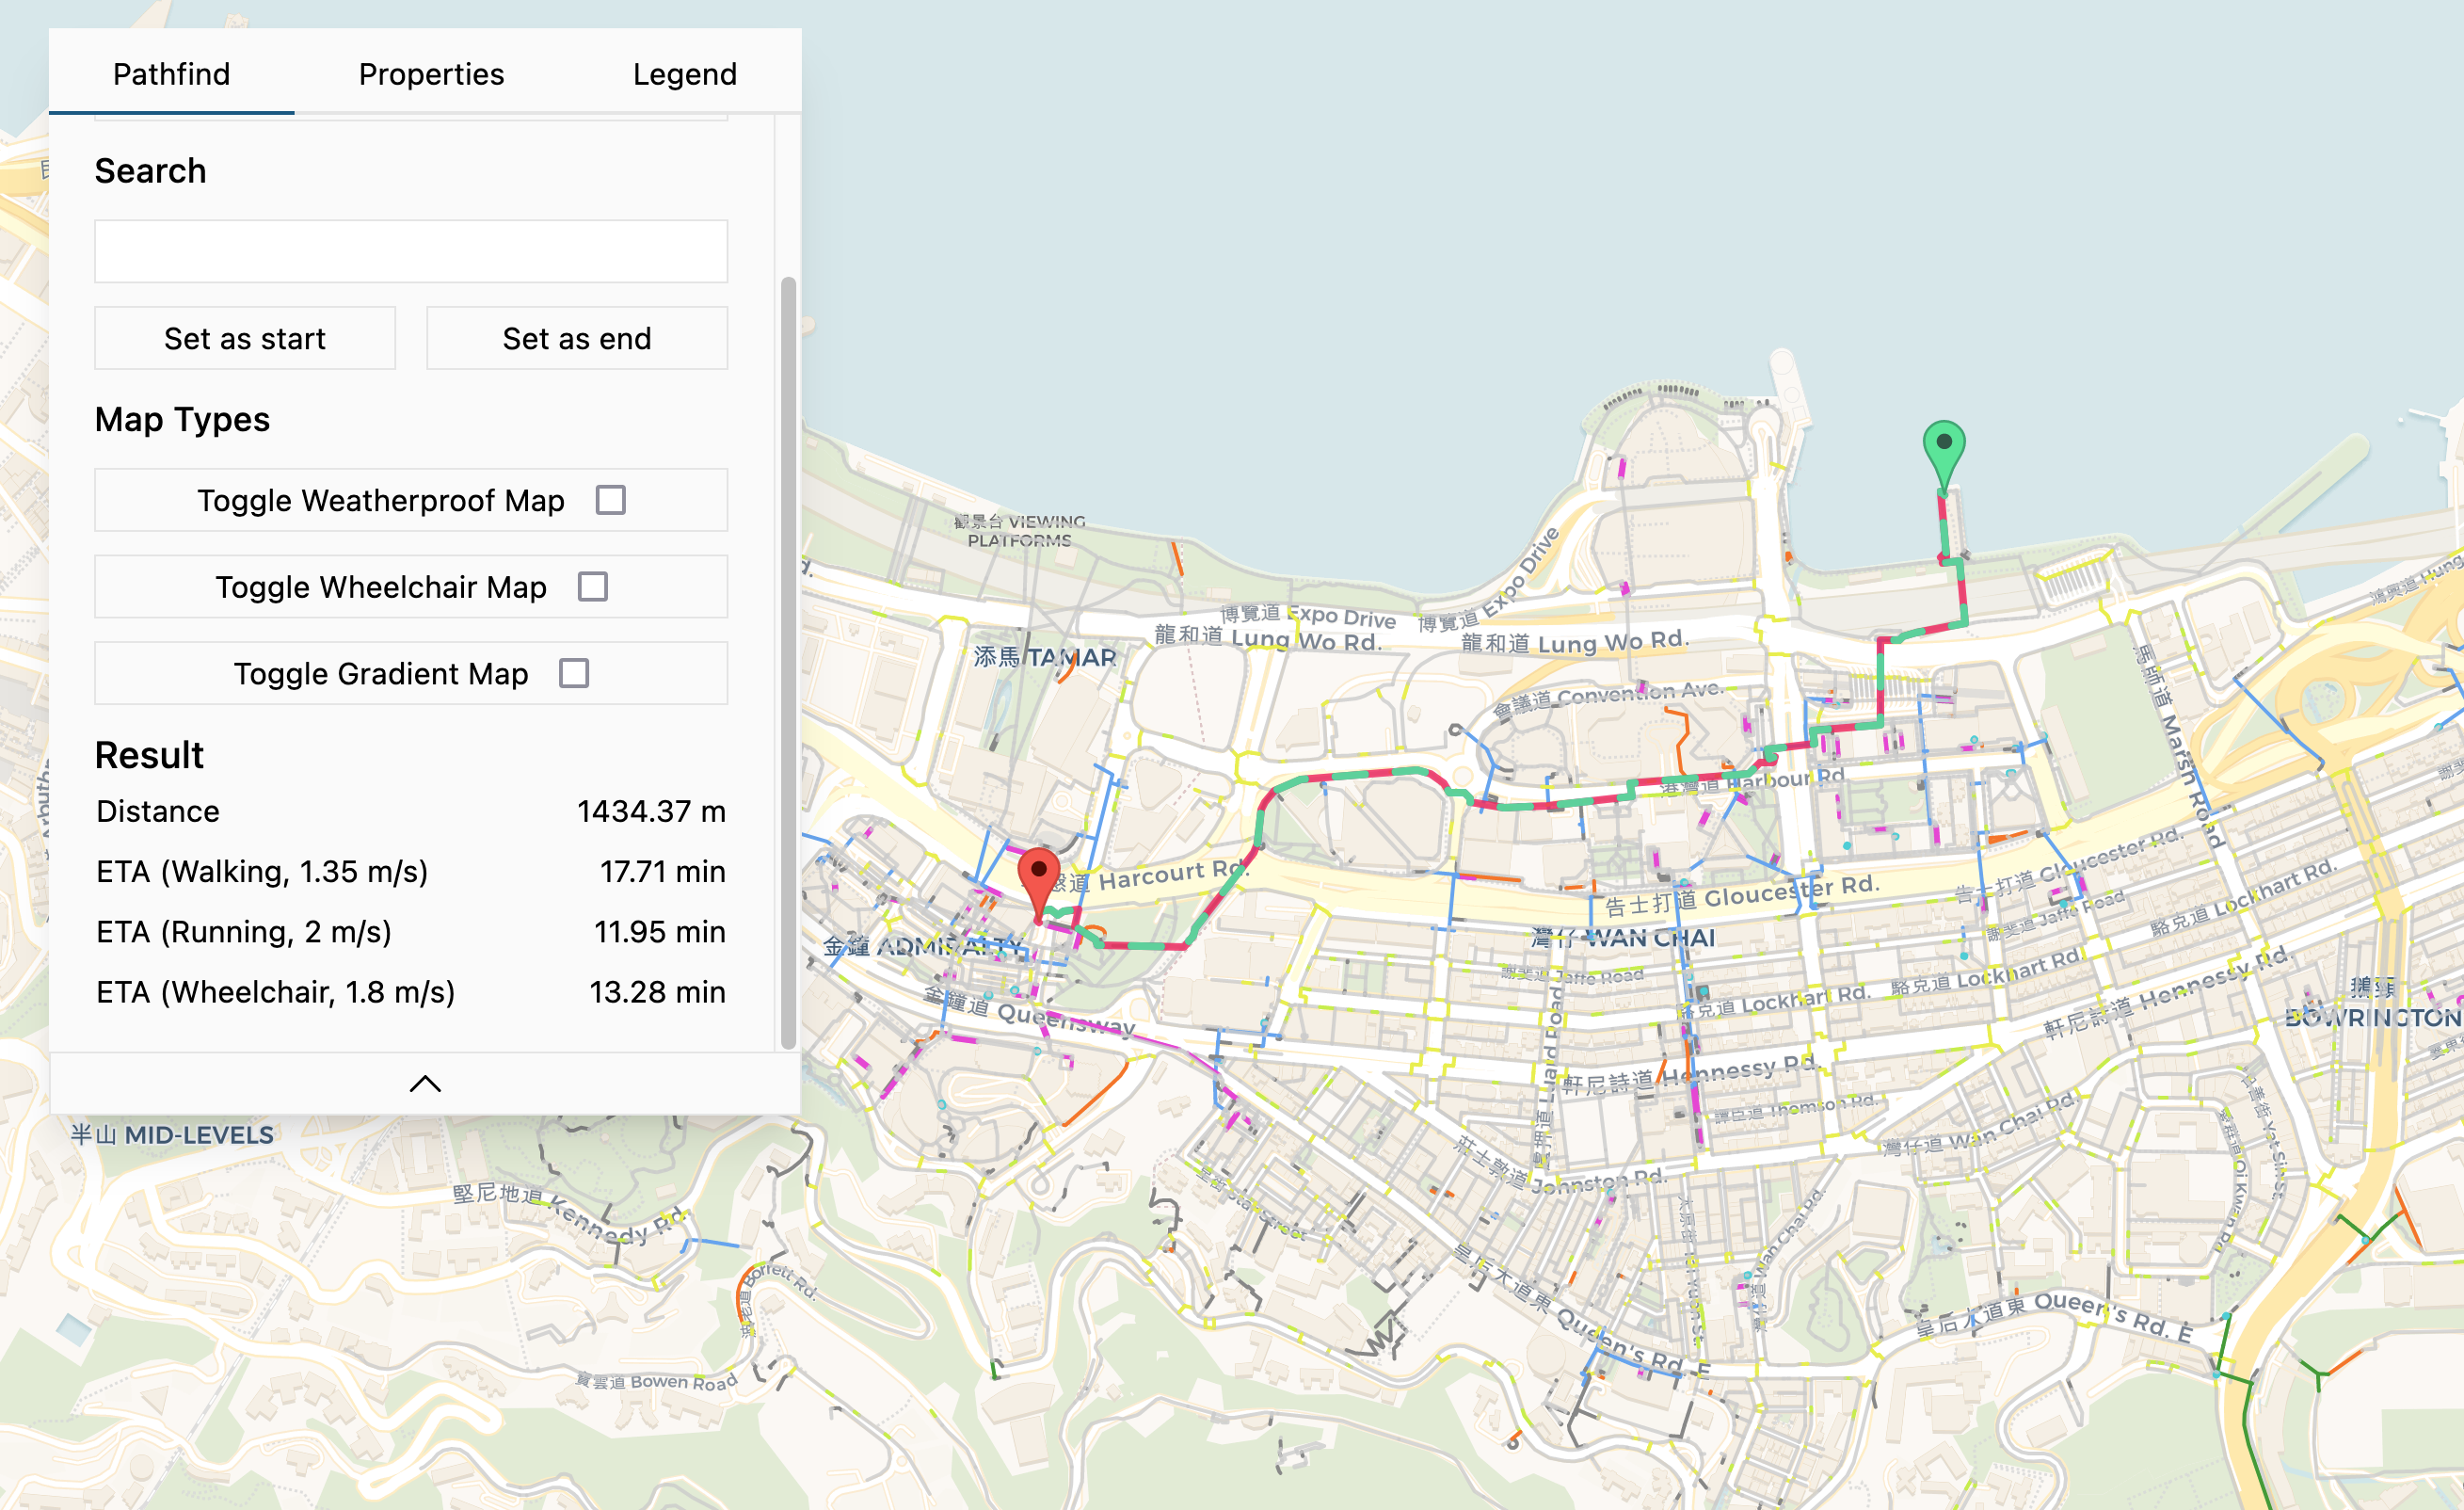 Pathfind
Properties
Legend
Search
Set as start
Set as end
Map Types
Toggle Weatherproof Map
Toggle Wheelchair Map
Toggle Gradient Map
Result
Distance 1434.37 m
ETA (Walking, 1.35 m/s) 17.71 min
ETA (Running, 2 m/s) 11.95 min
ETA (Wheelchair, 1.8 m/s) 13.28 min
觀景台 VIEWING
PLATFORMS
博覽道 Expo Drive
博覽道 Expo Drive
龍和道 Lung Wo Rd.
龍和道 Lung Wo Rd.
添馬 TAMAR
會議道 Convention Ave.
港灣道 Harbour Rd.
馬師道 Marsh Road
鴻興道 Hung
道 Harcourt Rd.
告士打道 Gloucester Rd.
告士打道 Gloucester Rd.
金鐘 ADMIRALTY
灣仔 WAN CHAI
謝斐道 Jaffe Road
謝斐道 Jaffe Road
駱克道 Lockhart Rd.
駱克道 Lockhart Rd.
駱克道 Lockhart Rd.
金鐘道 Queensway
軒尼詩道 Hennessy Rd.
軒尼詩道 Hennessy Rd.
鵝頸
BOWRINGTON
譚臣道 Thomson Rd.
灣仔道 Wan Chai Rd.
莊士敦道 Johnston Rd.
皇后大道東 Queen's Rd. E
皇后大道東 Queen's Rd. E
半山 MID-LEVELS
堅尼地道 Kennedy Rd.
寶雲道 Bowen Road